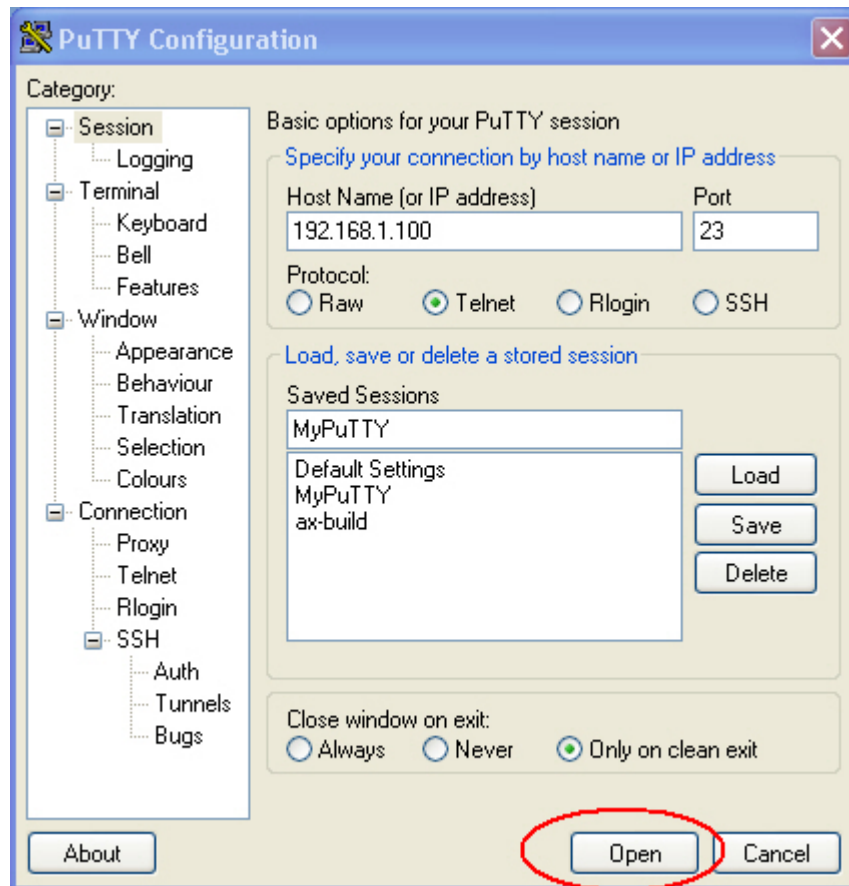 PuTTY Configuration
Category:
Session
Logging
Terminal
Keyboard
Bell
Features
Window
Appearance
Behaviour
Translation
Selection
Colours
Connection
Proxy
Telnet
Rlogin
SSH
Auth
Tunnels
Bugs
Basic options for your PuTTY session
Specify your connection by host name or IP address
Host Name (or IP address) Port
192.168.1.100 23
Protocol:
Raw Telnet Rlogin SSH
Load, save or delete a stored session
Saved Sessions
MyPuTTY
Default Settings
MyPuTTY
ax-build
Load
Save
Delete
Close window on exit:
Always Never Only on clean exit
About Open Cancel